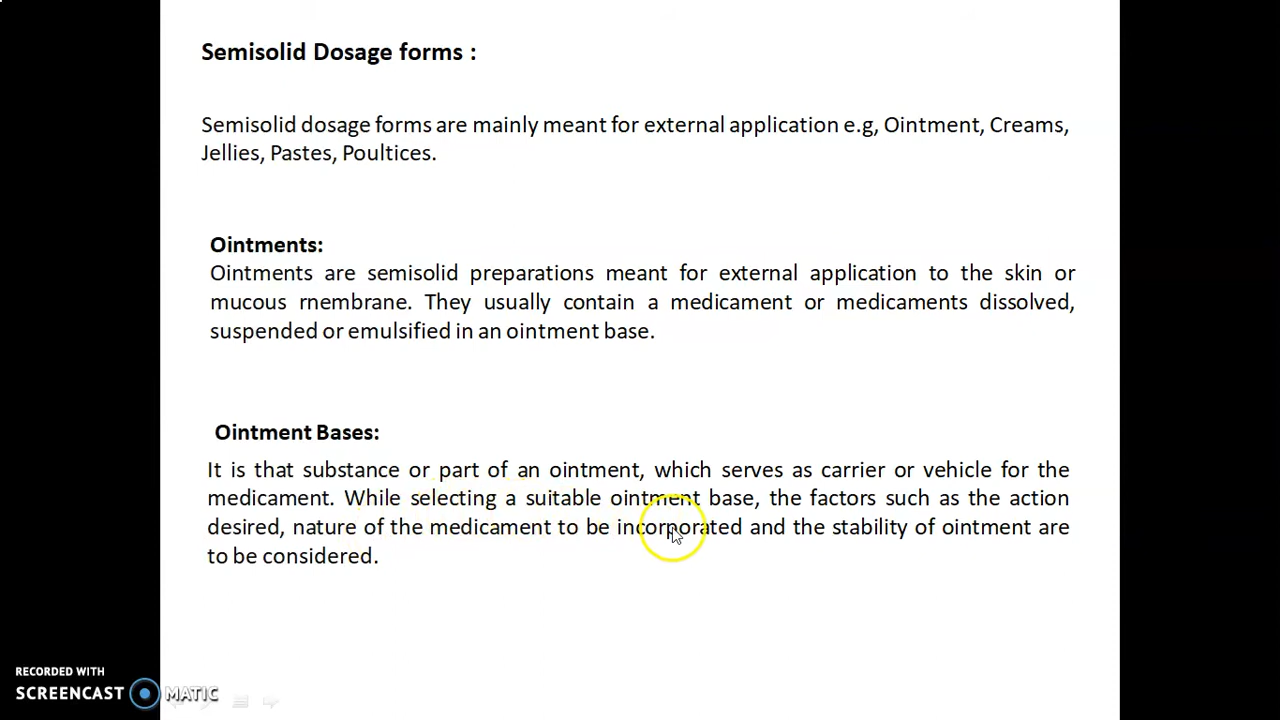 Semisolid Dosage forms :
Semisolid dosage forms are mainly meant for external application e.g, Ointment, Creams,
Jellies, Pastes, Poultices.
Ointments:
Ointments are semisolid preparations meant for external application to the skin or
mucous rnembrane. They usually contain a medicament or medicaments dissolved,
suspended or emulsified in an ointment base.
Ointment Bases:
It is that substance or part of an ointment, which serves as carrier or vehicle for the
medicament. While selecting a suitable ointment base, the factors such as the action
desired, nature of the medicament to be incorporated and the stability of ointment are
to be considered.
RECORDED WITH
SCREENCAST MATIC